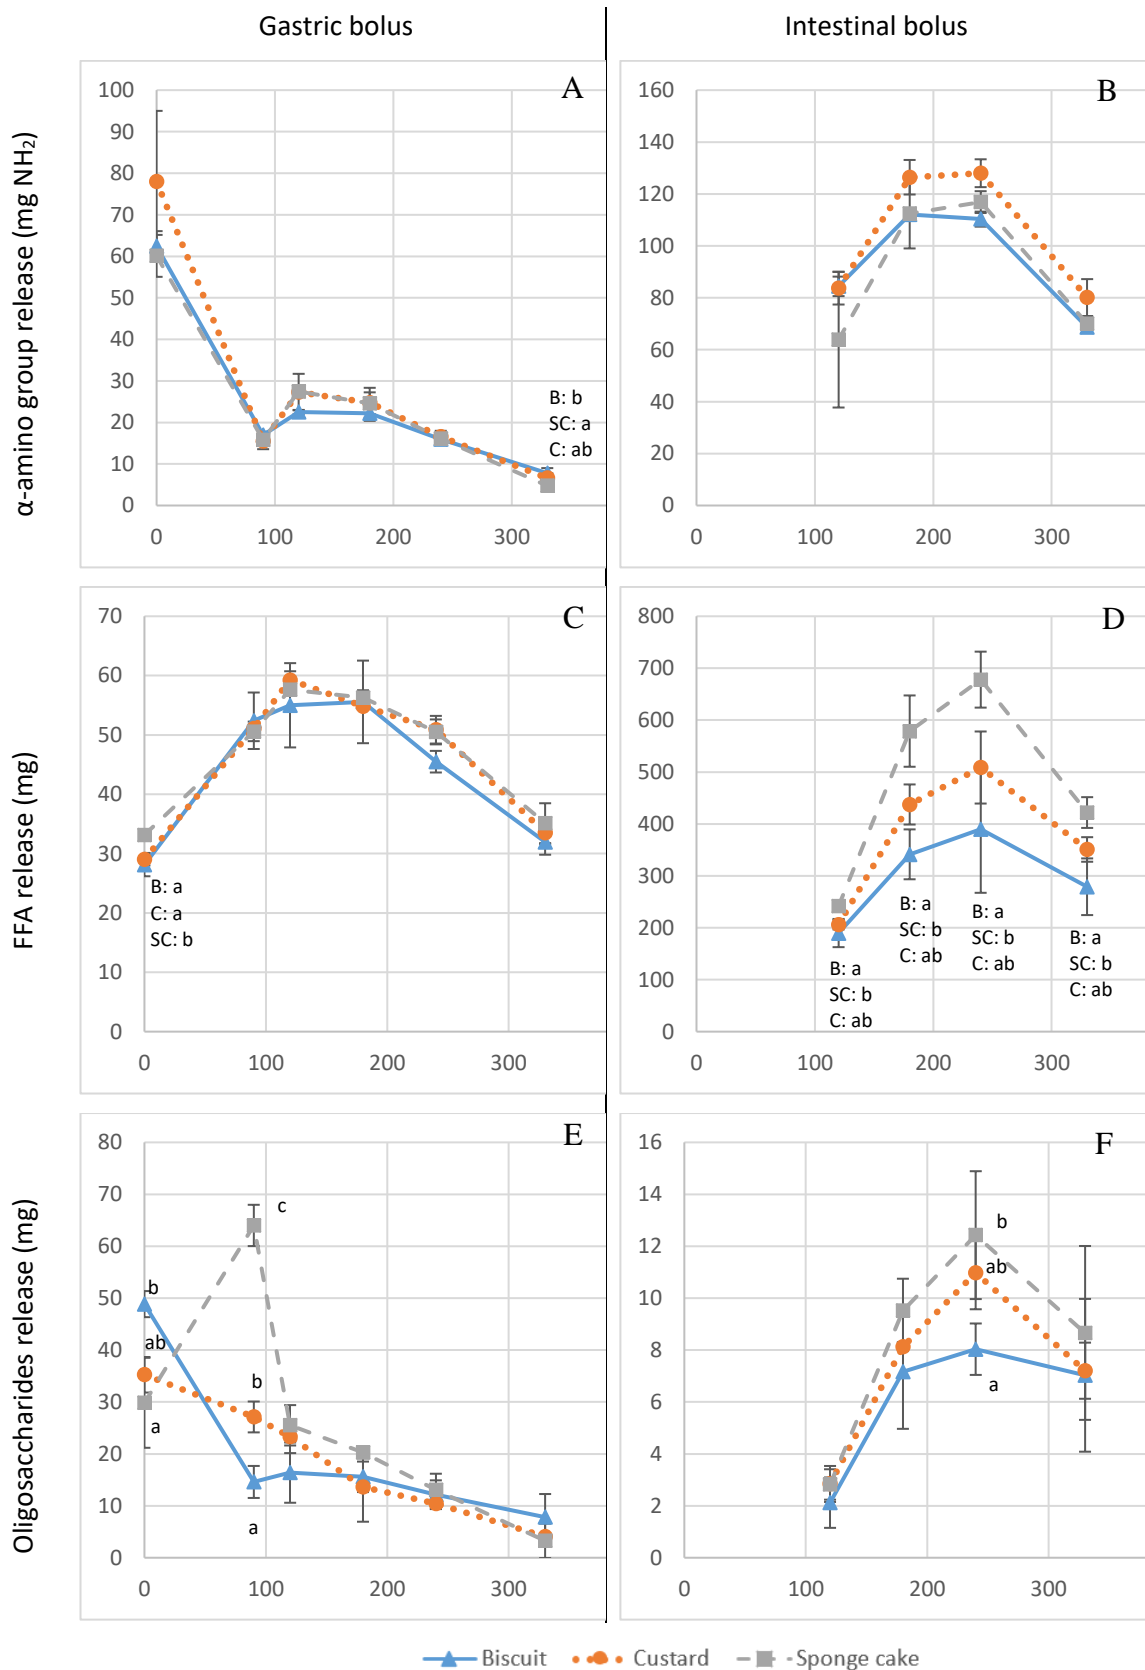 Gastric bolus
Intestinal bolus
α-amino group release (mg NH₂)
A
100
90
80
70
60
50
40
30
20
10
0
0
100
200
300
B: b
SC: a
C: ab
B
160
140
120
100
80
60
40
20
0
0
100
200
300
FFA release (mg)
C
70
60
50
40
30
20
10
0
0
100
200
300
B: a
C: a
SC: b
D
800
700
600
500
400
300
200
100
0
0
100
200
300
B: a
SC: b
C: ab
B: a
SC: b
C: ab
B: a
SC: b
C: ab
B: a
SC: b
C: ab
Oligosaccharides release (mg)
E
80
70
60
50
40
30
20
10
0
0
100
200
300
b
ab
a
c
b
a
F
16
14
12
10
8
6
4
2
0
0
100
200
300
b
ab
a
Biscuit
Custard
Sponge cake